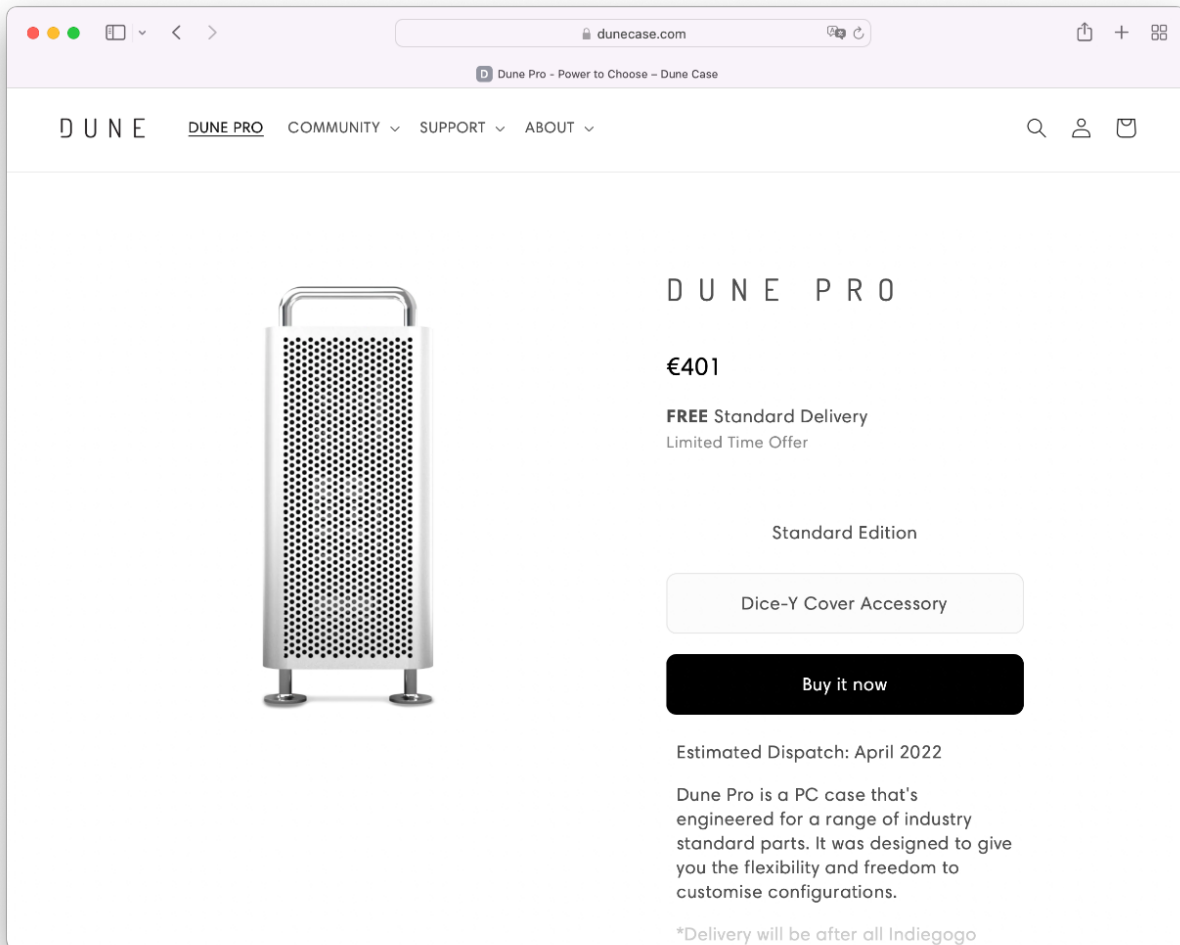 dunecase.com
D Dune Pro - Power to Choose – Dune Case
DUNE DUNE PRO COMMUNITY SUPPORT ABOUT
DUNE PRO
€401
FREE Standard Delivery
Limited Time Offer
Standard Edition
Dice-Y Cover Accessory
Buy it now
Estimated Dispatch: April 2022
Dune Pro is a PC case that's
engineered for a range of industry
standard parts. It was designed to give
you the flexibility and freedom to
customise configurations.
*Delivery will be after all Indiegogo